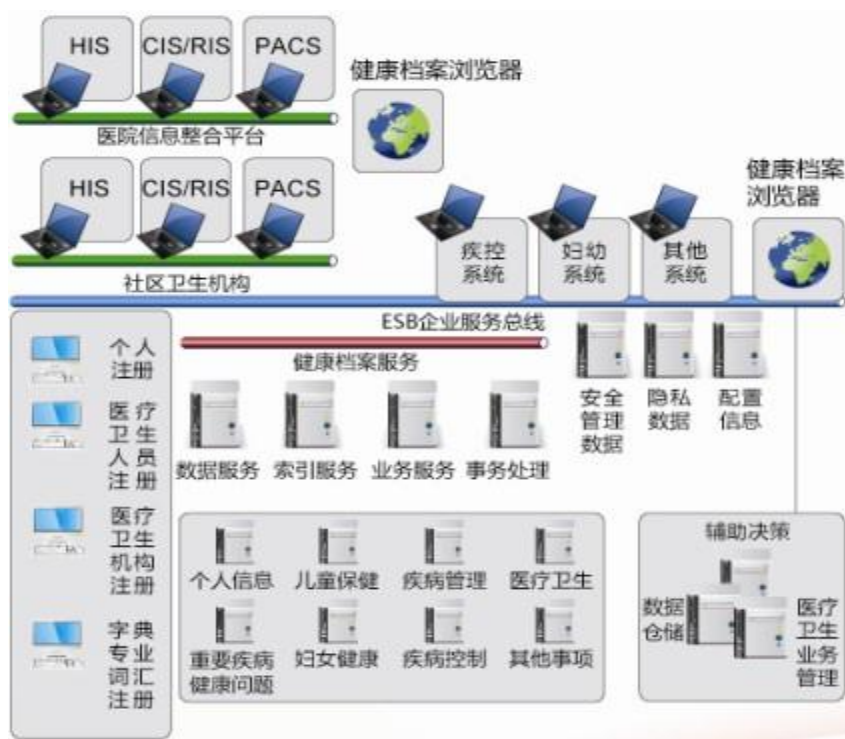 HIS
CIS/RIS
PACS
健康档案浏览器
医院信息整合平台
HIS
CIS/RIS
PACS
健康档案
浏览器
疾控
系统
妇幼
系统
其他
系统
社区卫生机构
ESB企业服务总线
个人
注册
医疗
卫生
人员
注册
医疗
卫生
机构
注册
字典
专业
词汇
注册
健康档案服务
安全
管理
数据
隐私
数据
配置
信息
数据服务
索引服务
业务服务
事务处理
个人信息
儿童保健
疾病管理
医疗卫生
重要疾病
健康问题
妇女健康
疾病控制
其他事项
辅助决策
数据
仓储
医疗
卫生
业务
管理